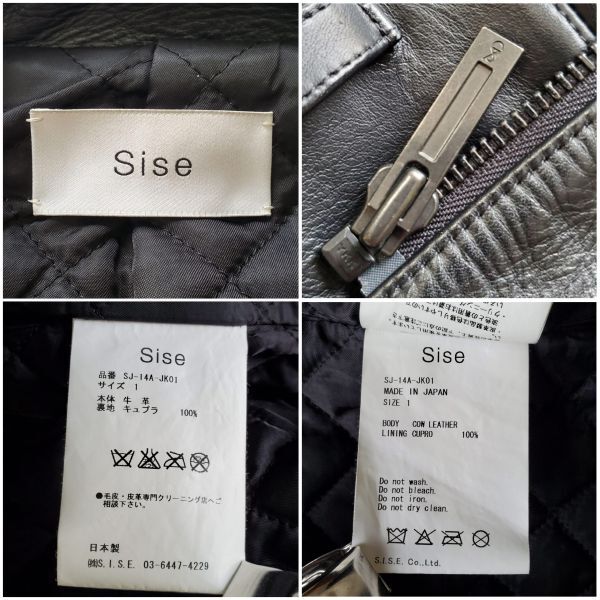 Sise
Sise
品番 SJ-14A-JK01
サイズ 1
本体 牛 革
裏地 キュプラ 100%
●毛皮・皮革専門クリーニング店へご
相談下さい。
日本製
㈱S.I.S.E. 03-6447-4229
Sise
SJ-14A-JK01
MADE IN JAPAN
SIZE 1
BODY COW LEATHER
LINING CUPRO 100%
Do not wash.
Do not bleach.
Do not iron.
Do not dry clean.
S.I.S.E. Co.,Ltd.